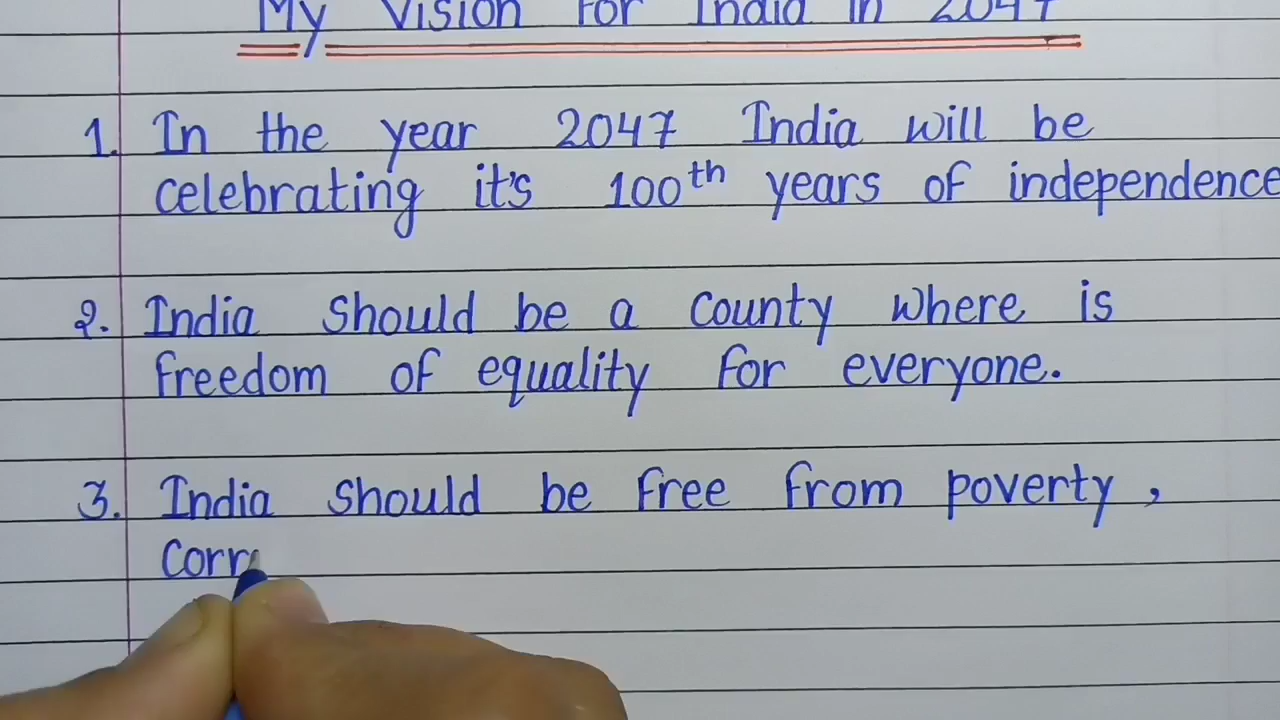 My Vision For India in 2047
1. In the year 2047 India will be
celebrating it's 100th years of independence
2. India should be a county where is
freedom of equality for everyone.
3. India should be free from poverty,
Corr